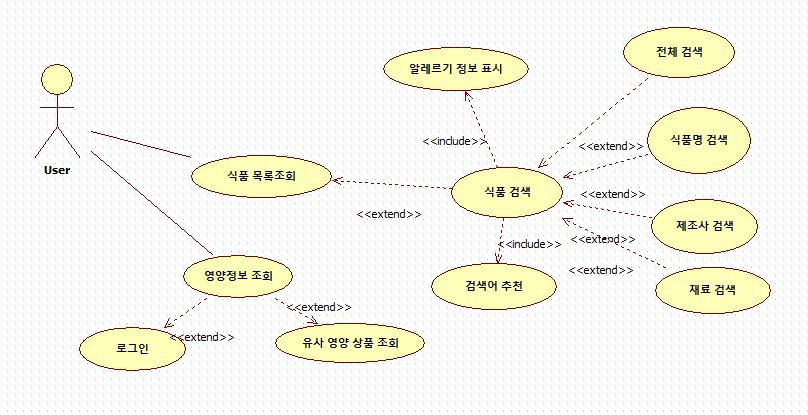 전체 검색
알레르기 정보 표시
<<include>>
<<extend>>
식품명 검색
User
식품 목록조회
식품 검색
<<extend>>
<<extend>>
제조사 검색
<<include>>
<<extend>>
<<extend>>
영양정보 조회
검색어 추천
재료 검색
<<extend>>
<<extend>>
로그인
유사 영양 상품 조회